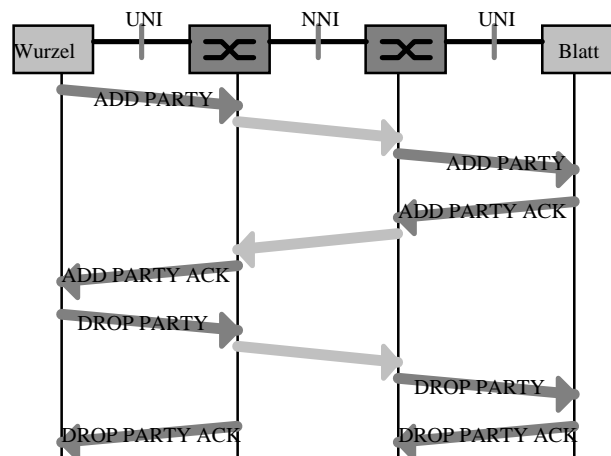 UNI
NNI
UNI
Wurzel
Blatt
ADD PARTY
ADD PARTY
ADD PARTY ACK
ADD PARTY ACK
DROP PARTY
DROP PARTY
DROP PARTY ACK
DROP PARTY ACK